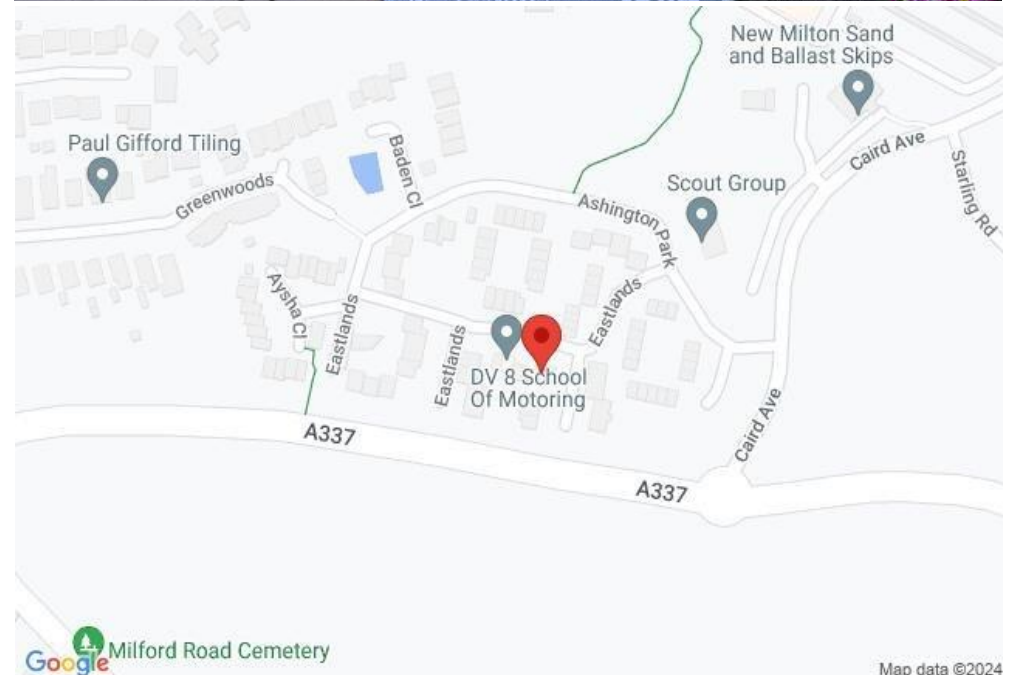 New Milton Sand
and Ballast Skips
Paul Gifford Tiling
Baden Cl
Caird Ave
Starling Rd
Greenwoods
Scout Group
Ashington Park
Aysha Cl
Eastlands
Eastlands
Eastlands
DV 8 School
Of Motoring
A337
Caird Ave
A337
Milford Road Cemetery
Google
Map data ©2024